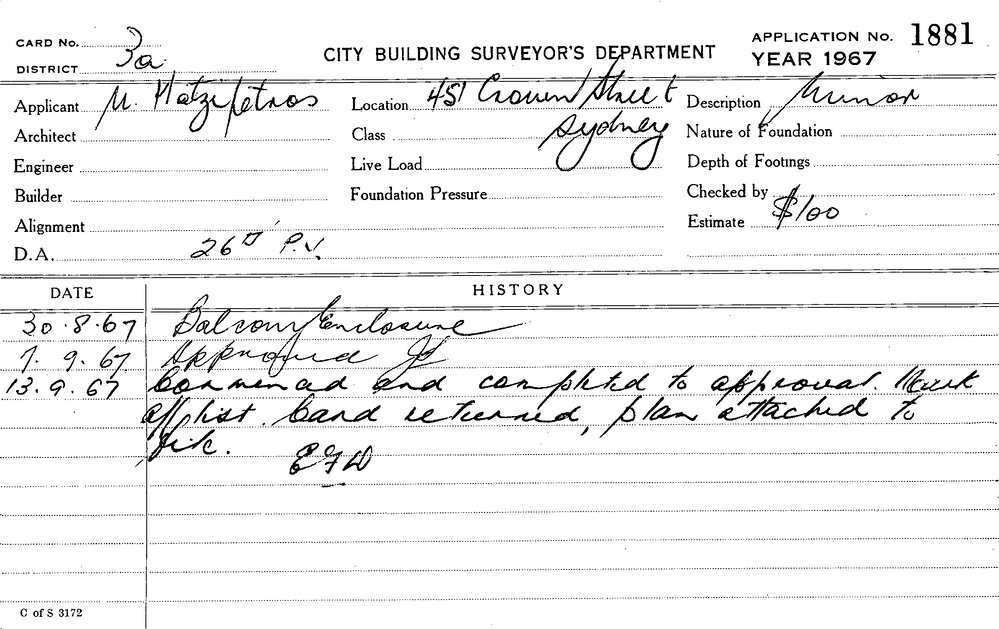 CARD No.
DISTRICT 3a
CITY BUILDING SURVEYOR'S DEPARTMENT
APPLICATION No. 1881
YEAR 1967
Applicant M. Hatzipetros
Location 451 Crown Street
Sydney
Description Minor
Architect
Class
Nature of Foundation
Engineer
Live Load
Depth of Footings
Builder
Foundation Pressure
Checked by
Alignment
Estimate $100
D.A.
DATE
HISTORY
30.8.67 Balcony Enclosure
7. 9. 67 Approved
13.9.67 Commenced and completed to approval. Mark
off list. Card returned, plan attached to
file.
C of S 3172